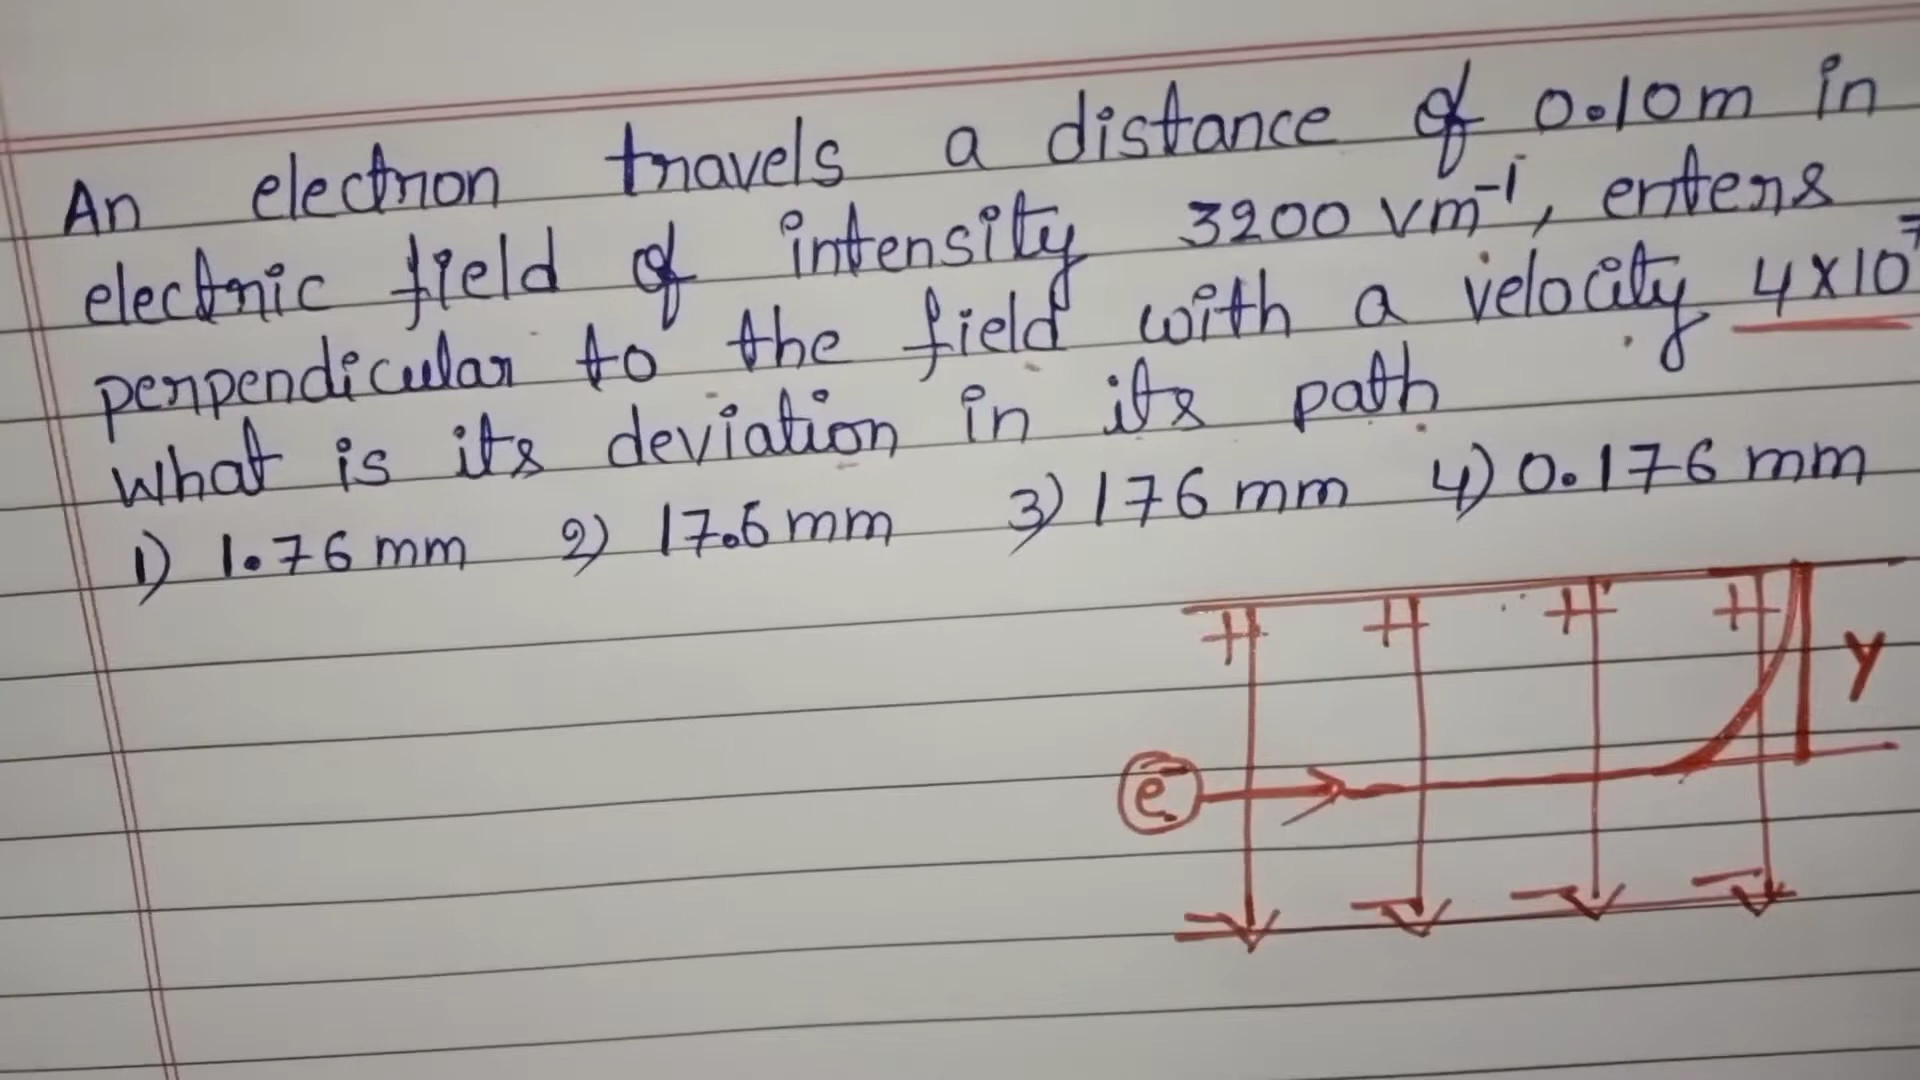 An electron travels a distance of 0.10m in
electric field of intensity 3200 Vm⁻¹, enters
perpendicular to the field with a velocity 4×10⁷
what is its deviation in its path
1) 1.76 mm 2) 17.6 mm 3) 176 mm 4) 0.176 mm
+ + + +
Y
e⁻
- - - -